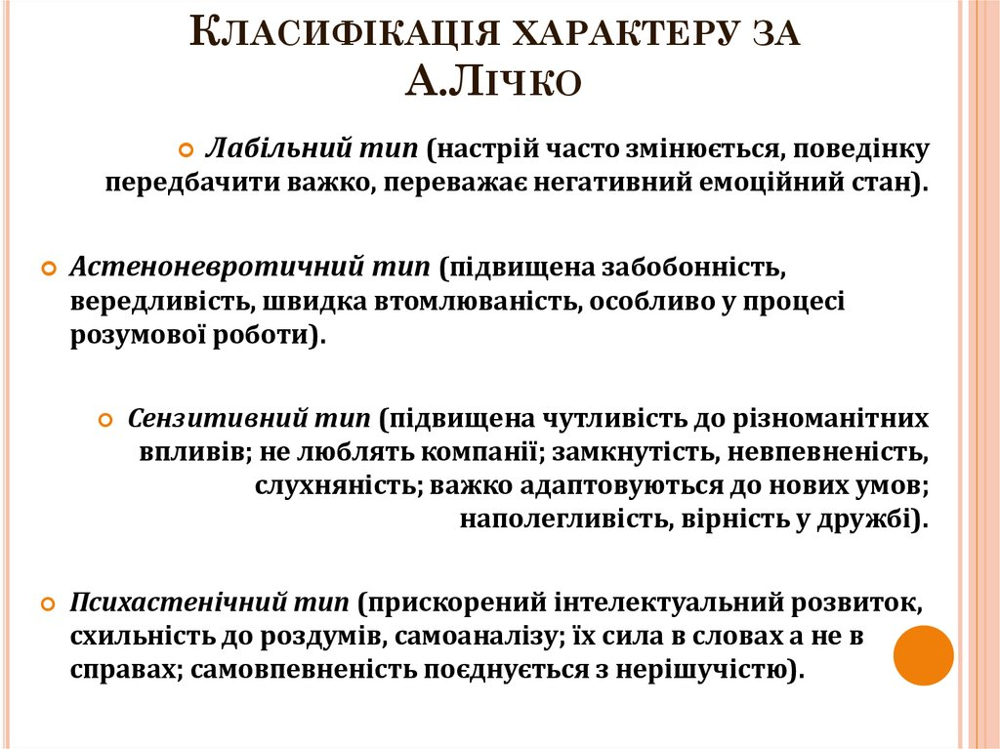 Класифікація характеру за
А.Лічко
Лабільний тип (настрій часто змінюється, поведінку
передбачити важко, переважає негативний емоційний стан).
Астеноневротичний тип (підвищена забобонність,
вередливість, швидка втомлюваність, особливо у процесі
розумової роботи).
Сензитивний тип (підвищена чутливість до різноманітних
впливів; не люблять компанії; замкнутість, невпевненість,
слухняність; важко адаптовуються до нових умов;
наполегливість, вірність у дружбі).
Психастенічний тип (прискорений інтелектуальний розвиток,
схильність до роздумів, самоаналізу; їх сила в словах а не в
справах; самовпевненість поєднується з нерішучістю).